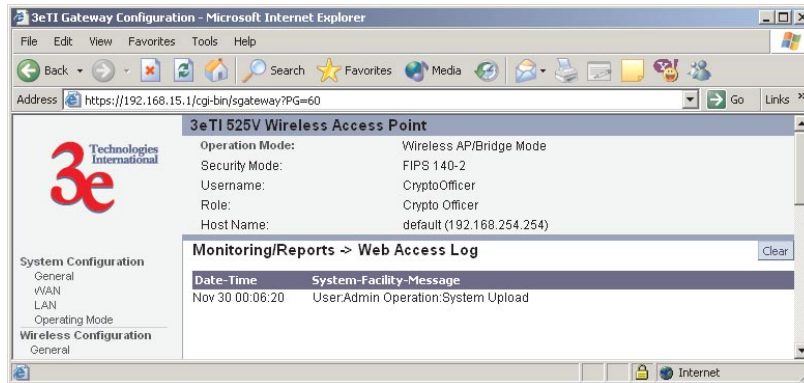 3eTI Gateway Configuration - Microsoft Internet Explorer
File Edit View Favorites Tools Help
Back Search Favorites Media
Address https://192.168.15.1/cgi-bin/sgateway?PG=60 Go Links »
3e Technologies International
3eTI 525V Wireless Access Point
Operation Mode: Wireless AP/Bridge Mode
Security Mode: FIPS 140-2
Username: CryptoOfficer
Role: Crypto Officer
Host Name: default (192.168.254.254)
System Configuration
General
WAN
LAN
Operating Mode
Wireless Configuration
General
Monitoring/Reports -> Web Access Log Clear
Date-Time System-Facility-Message
Nov 30 00:06:20 User:Admin Operation:System Upload
Internet